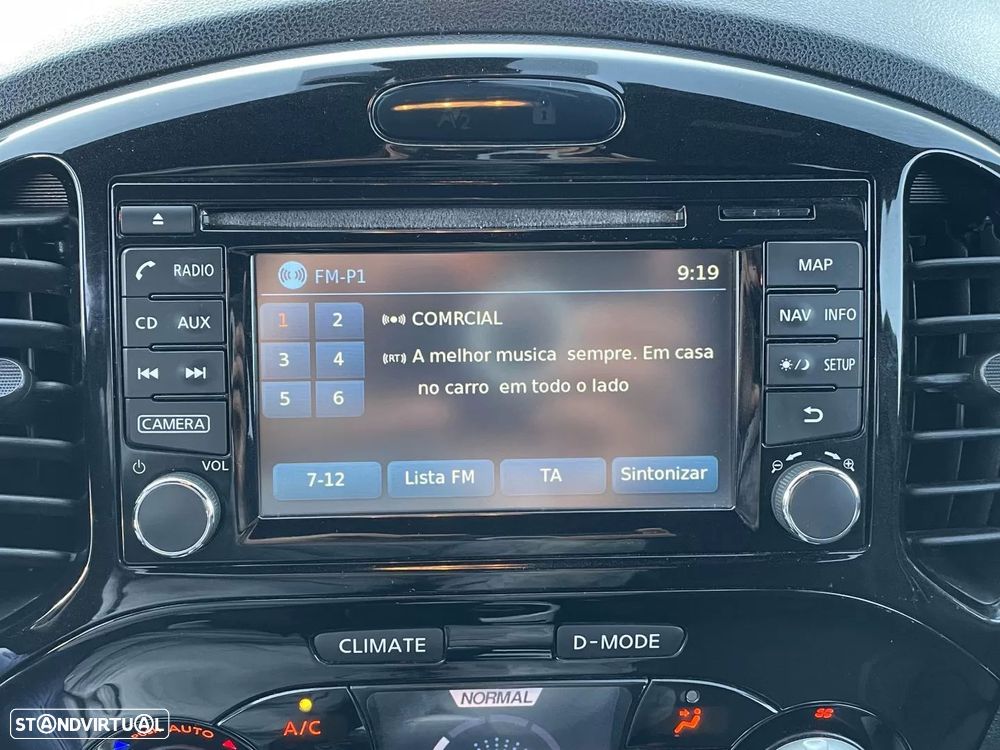 RADIO
CD AUX
CAMERA
VOL
FM-P1 9:19
1 2
3 4
5 6
COMRCIAL
(RT) A melhor musica sempre. Em casa
no carro em todo o lado
7-12 Lista FM TA Sintonizar
MAP
NAV INFO
SETUP
CLIMATE D-MODE
NORMAL
A/C
AUTO
STANDVIRTUAL